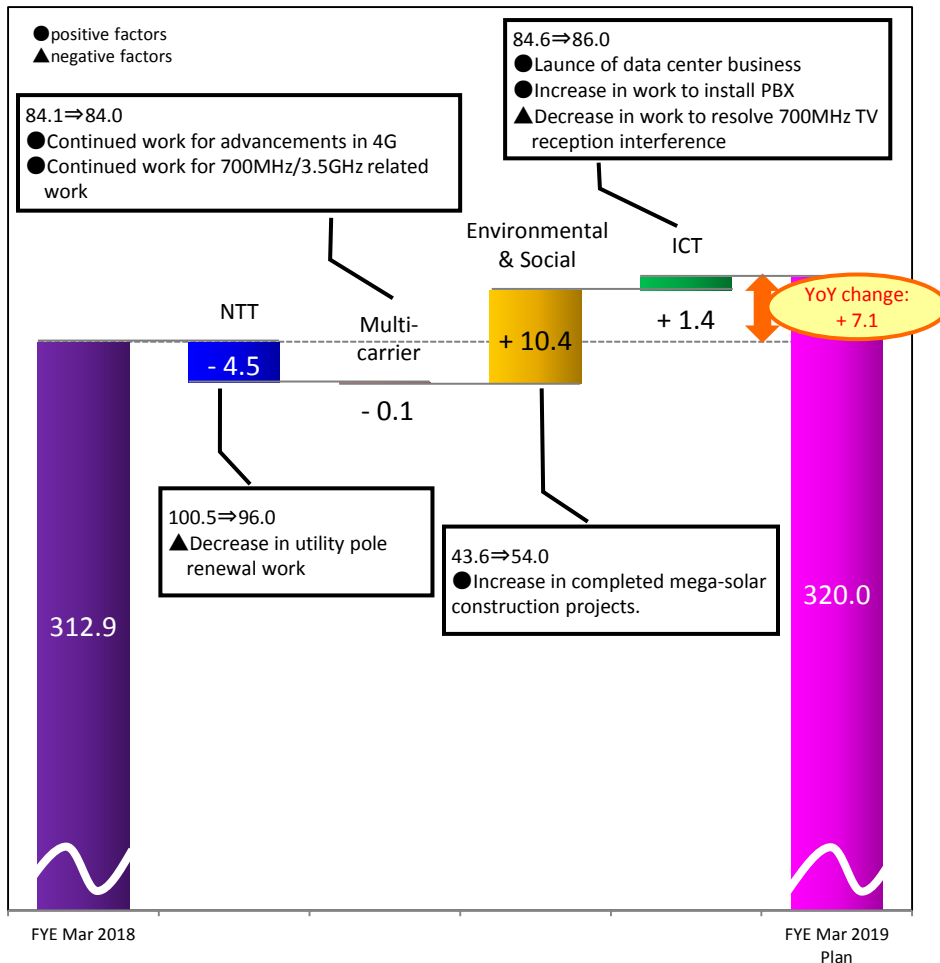 ●positive factors
▲negative factors
84.6⇒86.0
●Launce of data center business
●Increase in work to install PBX
▲Decrease in work to resolve 700MHz TV
reception interference
84.1⇒84.0
●Continued work for advancements in 4G
●Continued work for 700MHz/3.5GHz related
work
Environmental
& Social
ICT
NTT
Multi-
carrier
YoY change:
+ 7.1
- 4.5
- 0.1
+ 10.4
+ 1.4
100.5⇒96.0
▲Decrease in utility pole
renewal work
43.6⇒54.0
●Increase in completed mega-solar
construction projects.
312.9
320.0
FYE Mar 2018
FYE Mar 2019
Plan